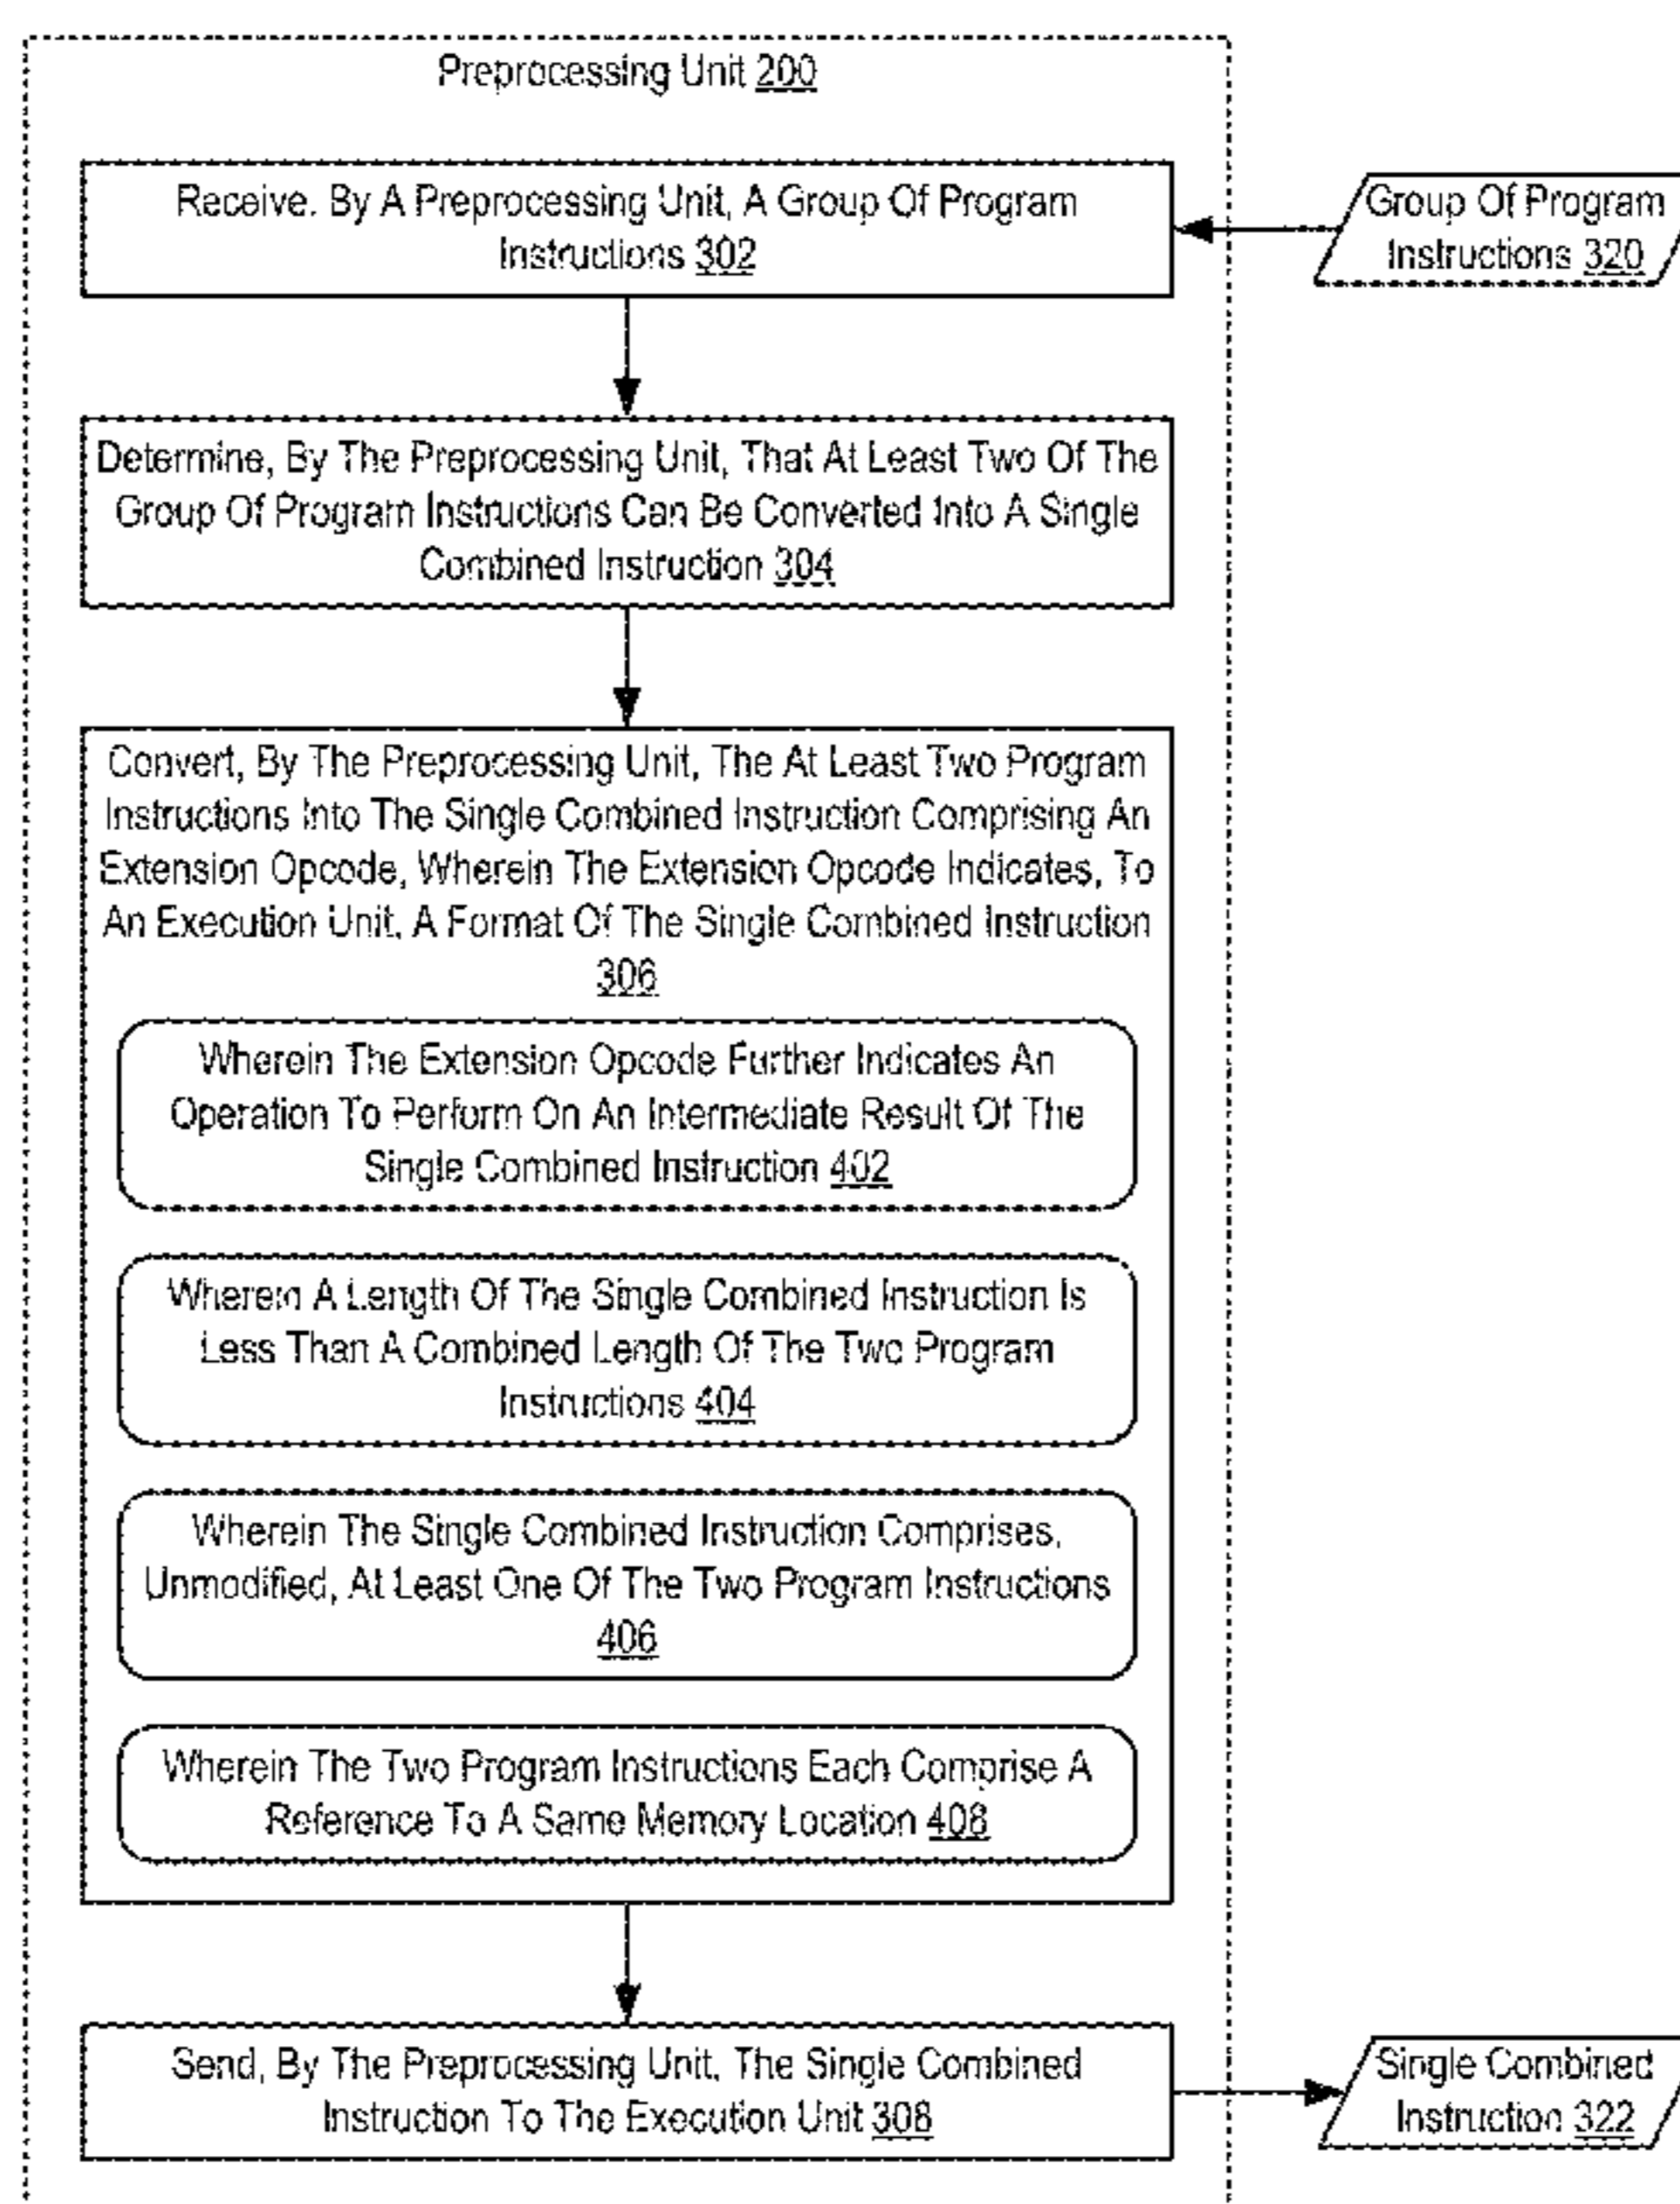 Preprocessing Unit 200
Receive, By A Preprocessing Unit, A Group Of Program
Instructions 302
Group Of Program
Instructions 320
Determine, By The Preprocessing Unit, That At Least Two Of The
Group Of Program Instructions Can Be Converted Into A Single
Combined Instruction 304
Convert, By The Preprocessing Unit, The At Least Two Program
Instructions Into The Single Combined Instruction Comprising An
Extension Opcode, Wherein The Extension Opcode Indicates, To
An Execution Unit, A Format Of The Single Combined Instruction
306
Wherein The Extension Opcode Further Indicates An
Operation To Perform On An Intermediate Result Of The
Single Combined Instruction 402
Wherein A Length Of The Single Combined Instruction Is
Less Than A Combined Length Of The Two Program
Instructions 404
Wherein The Single Combined Instruction Comprises,
Unmodified, At Least One Of The Two Program Instructions
406
Wherein The Two Program Instructions Each Comprise A
Reference To A Same Memory Location 408
Send, By The Preprocessing Unit, The Single Combined
Instruction To The Execution Unit 308
Single Combined
Instruction 322